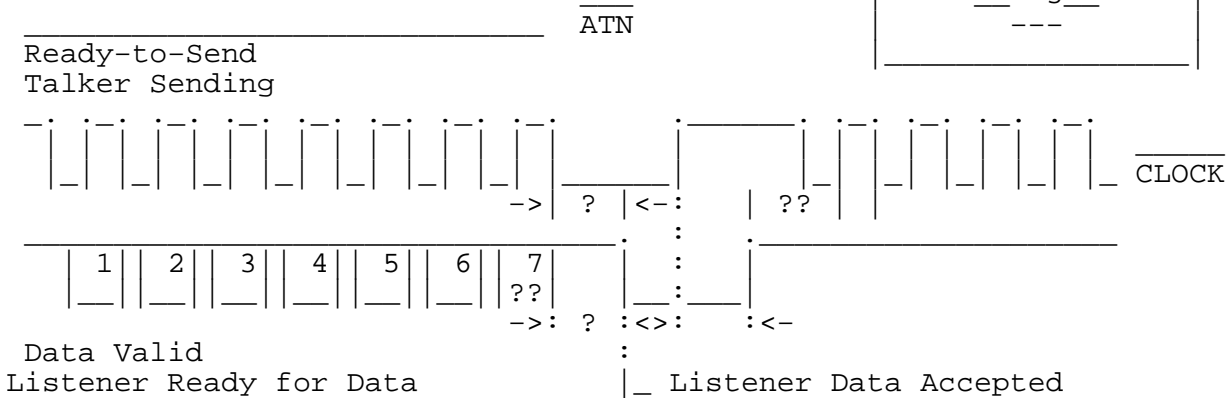 ATN
Ready-to-Send
Talker Sending
CLOCK
-> ? <- ??
1 2 3 4 5 6 7
??
-> ? <> <-
Data Valid
Listener Ready for Data Listener Data Accepted